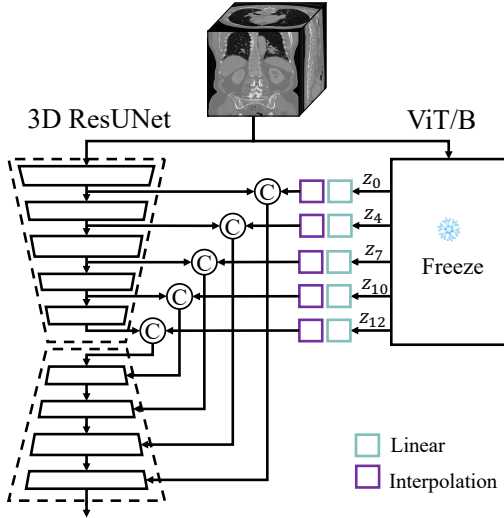 3D ResUNet
ViT/B
C
z0
C
z4
C
z7
C
z10
C
z12
Freeze
Linear
Interpolation